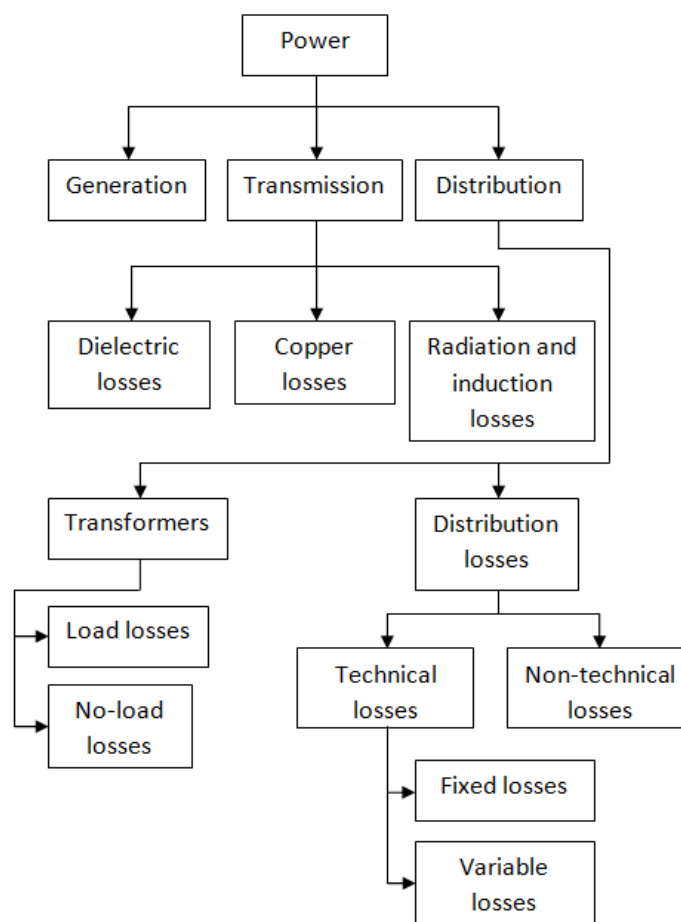 Power
Generation
Transmission
Distribution
Dielectric
losses
Copper
losses
Radiation and
induction
losses
Transformers
Distribution
losses
Load losses
No-load
losses
Technical
losses
Non-technical
losses
Fixed losses
Variable
losses